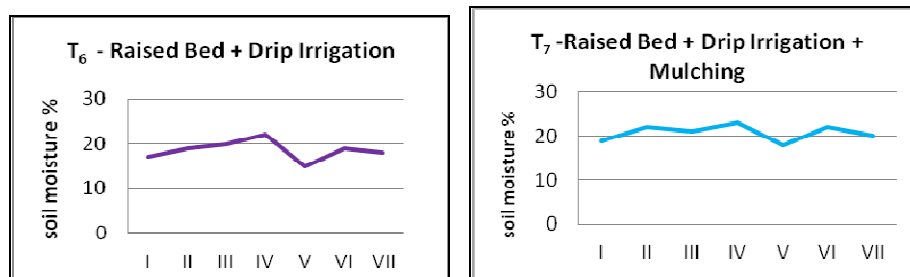 T₆ - Raised Bed + Drip Irrigation
30
20
10
0
soil moisture %
I II III IV V VI VII
T₇ -Raised Bed + Drip Irrigation +
Mulching
30
20
10
0
soil moisture %
I II III IV V VI VII